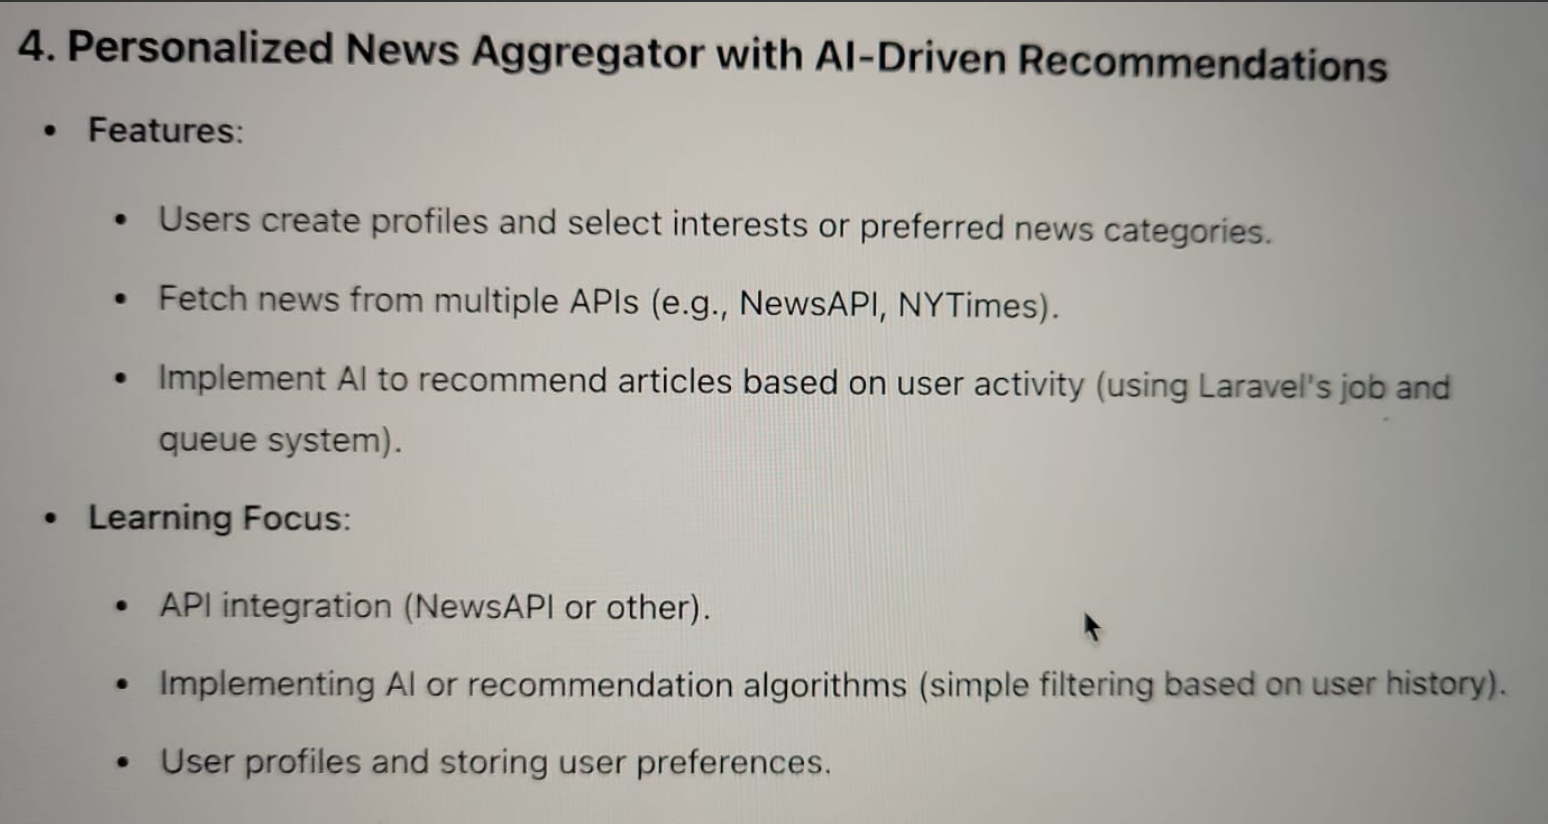 4. Personalized News Aggregator with AI-Driven Recommendations
• Features:
• Users create profiles and select interests or preferred news categories.
• Fetch news from multiple APIs (e.g., NewsAPI, NYTimes).
• Implement AI to recommend articles based on user activity (using Laravel's job and
queue system).
• Learning Focus:
• API integration (NewsAPI or other).
• Implementing AI or recommendation algorithms (simple filtering based on user history).
• User profiles and storing user preferences.